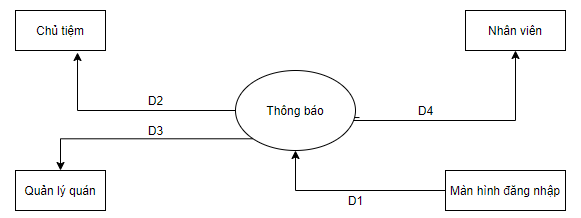 Chủ tiệm
Nhân viên
D2
Thông báo
D4
D3
Quản lý quán
D1
Màn hình đăng nhập